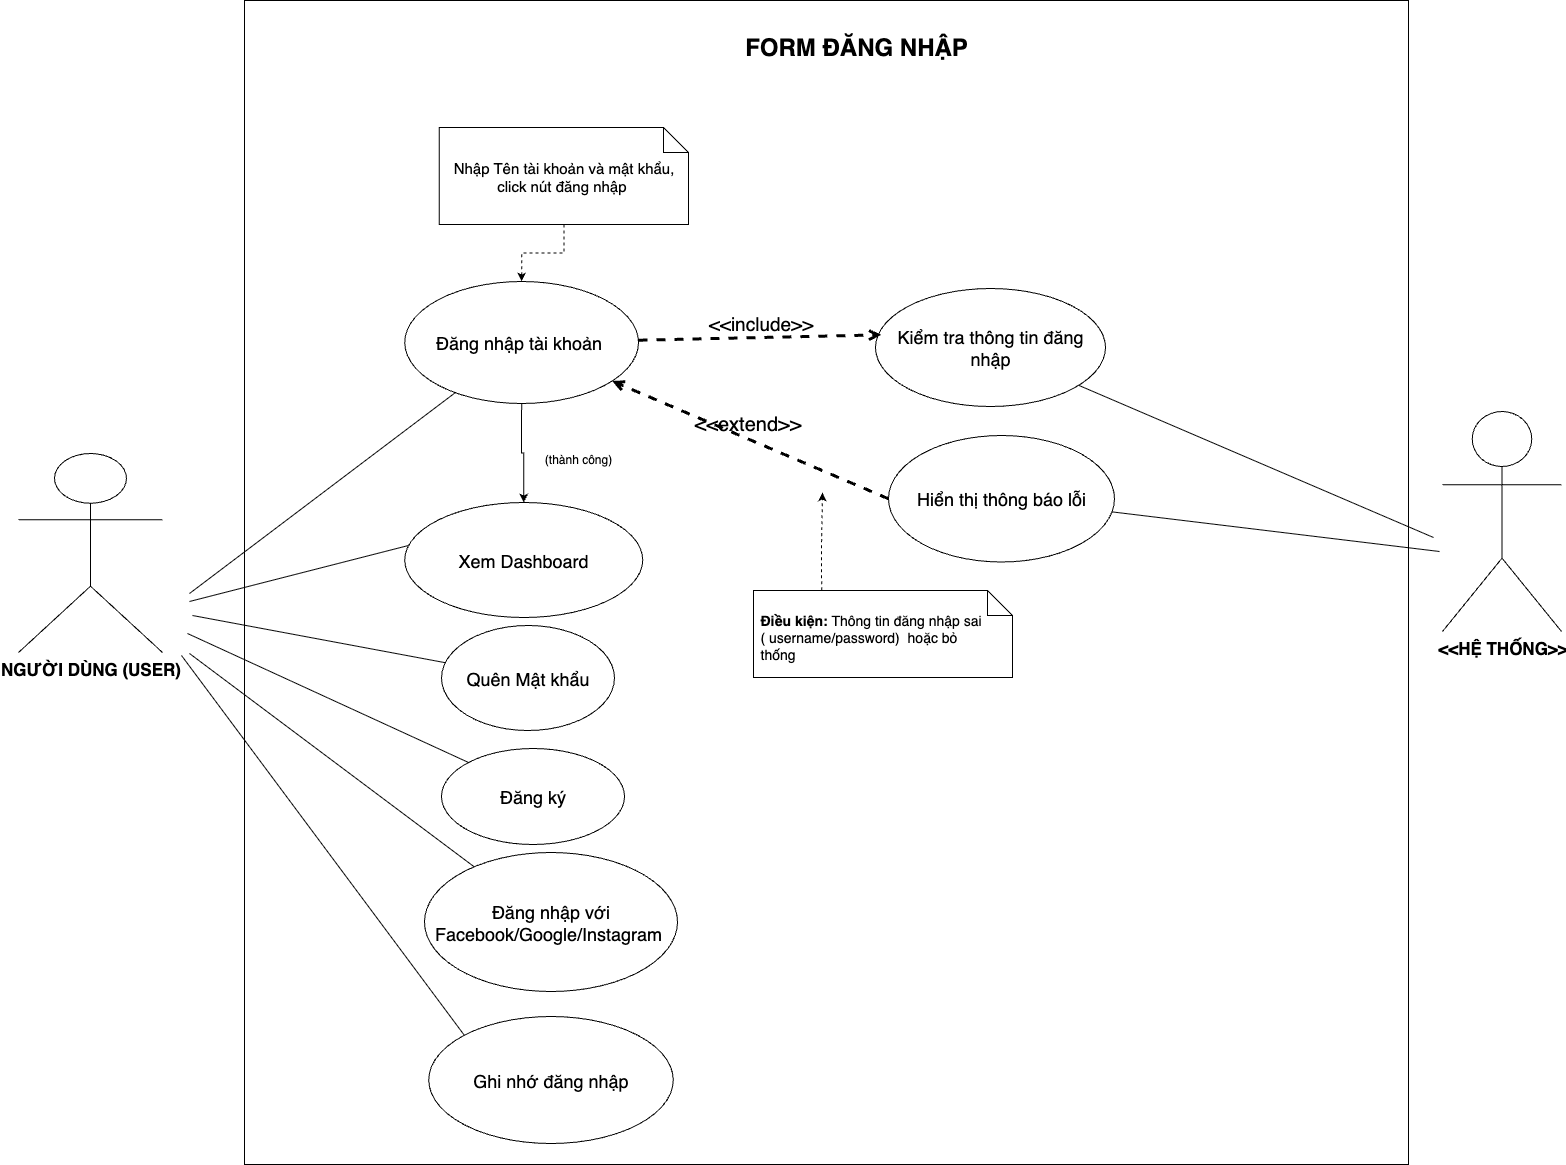 FORM ĐĂNG NHẬP
Nhập Tên tài khoản và mật khẩu,
click nút đăng nhập
Đăng nhập tài khoản
<<include>>
Kiểm tra thông tin đăng
nhập
<<extend>>
(thành công)
Hiển thị thông báo lỗi
Xem Dashboard
Điều kiện: Thông tin đăng nhập sai
( username/password) hoặc bỏ
thống
NGƯỜI DÙNG (USER)
<<HỆ THỐNG>>
Quên Mật khẩu
Đăng ký
Đăng nhập với
Facebook/Google/Instagram
Ghi nhớ đăng nhập